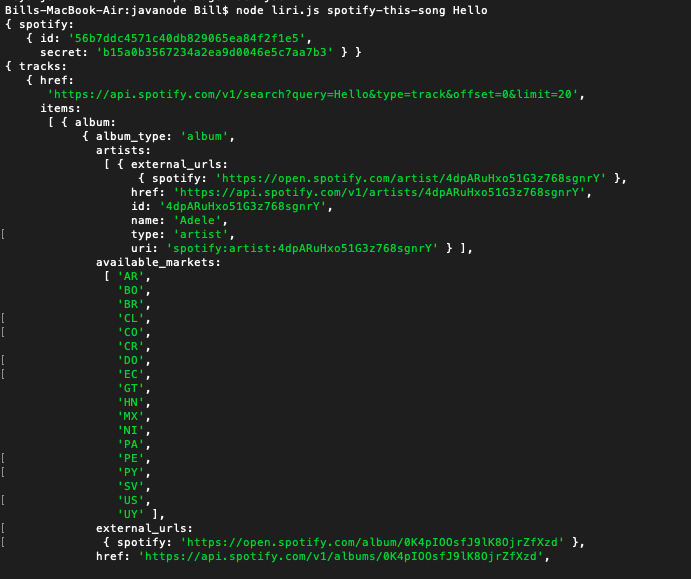 Bills-MacBook-Air:javanode Bill$ node liri.js spotify-this-song Hello
{ spotify:
{ id: '56b7ddc4571c40db829065ea84f2f1e5',
secret: 'b15a0b3567234a2ea9d0046e5c7aa7b3' } }
{ tracks:
{ href:
'https://api.spotify.com/v1/search?query=Hello&type=track&offset=0&limit=20',
items:
[ { album:
{ album_type: 'album',
artists:
[ { external_urls:
{ spotify: 'https://open.spotify.com/artist/4dpARuHxo51G3z768sgnrY' },
href: 'https://api.spotify.com/v1/artists/4dpARuHxo51G3z768sgnrY',
id: '4dpARuHxo51G3z768sgnrY',
name: 'Adele',
[ type: 'artist',
uri: 'spotify:artist:4dpARuHxo51G3z768sgnrY' } ],
available_markets:
[ 'AR',
'BO',
'BR',
[ 'CL',
[ 'CO',
'CR',
[ 'DO',
[ 'EC',
'GT',
'HN',
'MX',
'NI',
'PA',
[ 'PE',
[ 'PY',
'SV',
[ 'US',
'UY' ],
[ external_urls:
[ { spotify: 'https://open.spotify.com/album/0K4pIOOsfJ9lK8OjrZfXzd' },
href: 'https://api.spotify.com/v1/albums/0K4pIOOsfJ9lK8OjrZfXzd',